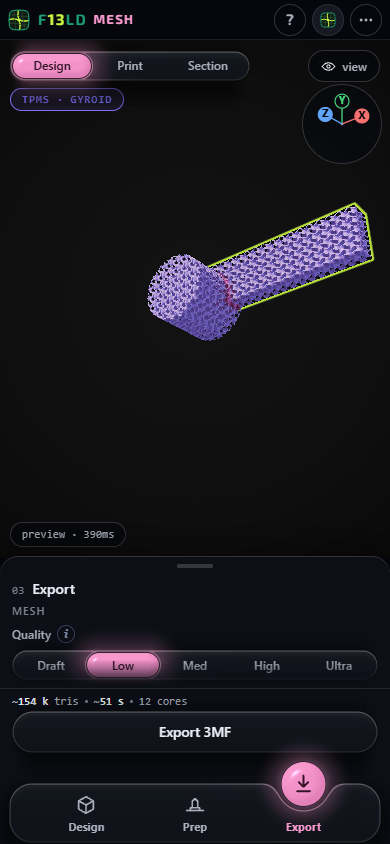 F13LD MESH
?
Design Print Section
view
TPMS · GYROID
Y
Z X
preview · 390ms
03 Export
MESH
Quality i
Draft Low Med High Ultra
~154 k tris • ~51 s • 12 cores
Export 3MF
Design Prep Export